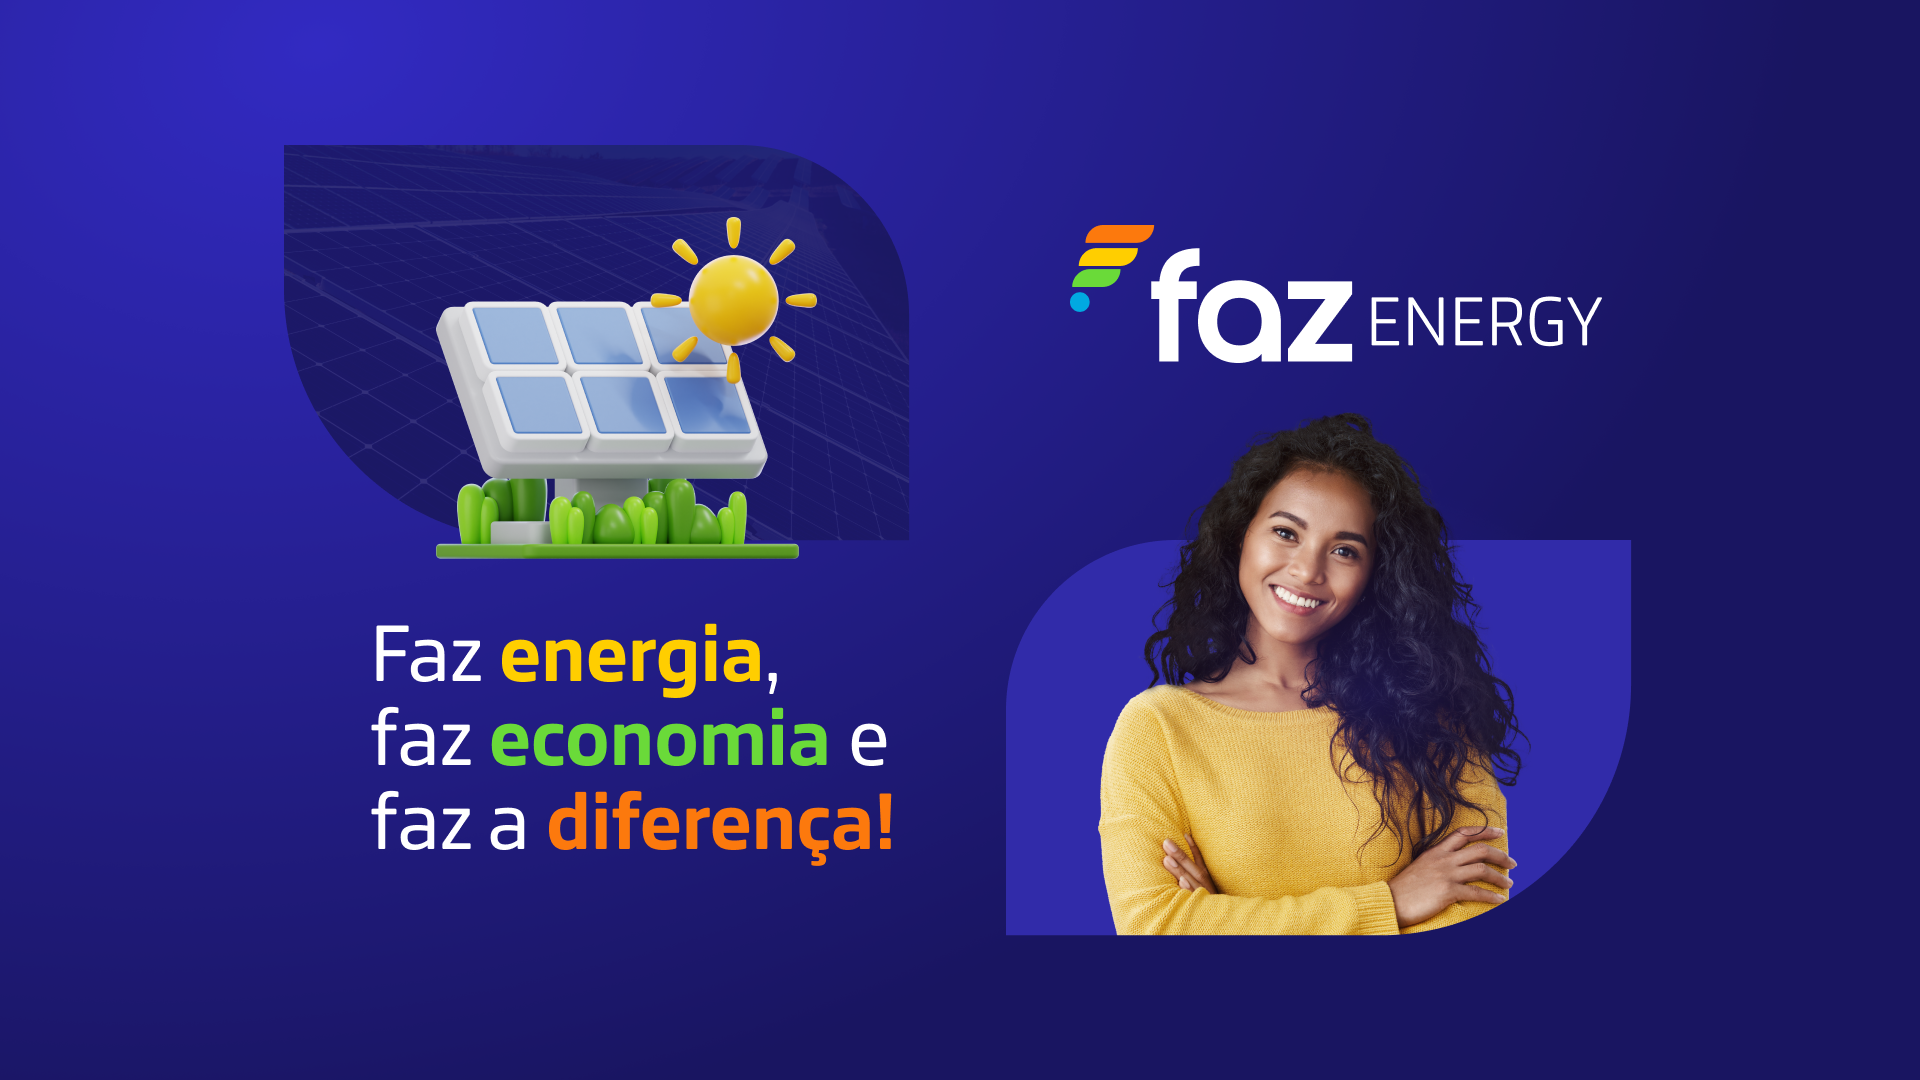 faz ENERGY
Faz energia,
faz economia e
faz a diferença!